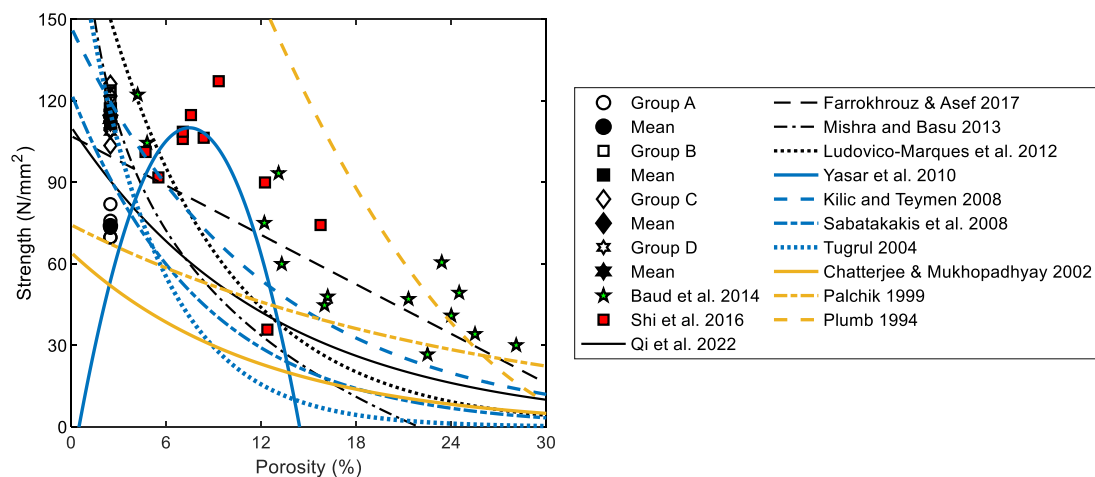 150
120
90
60
30
0
0
6
12
18
24
30
Strength (N/mm²)
Porosity (%)
Group A
Mean
Group B
Mean
Group C
Mean
Group D
Mean
Baud et al. 2014
Shi et al. 2016
Qi et al. 2022
Farrokhrouz & Asef 2017
Mishra and Basu 2013
Ludovico-Marques et al. 2012
Yasar et al. 2010
Kilic and Teymen 2008
Sabatakakis et al. 2008
Tugrul 2004
Chatterjee & Mukhopadhyay 2002
Palchik 1999
Plumb 1994